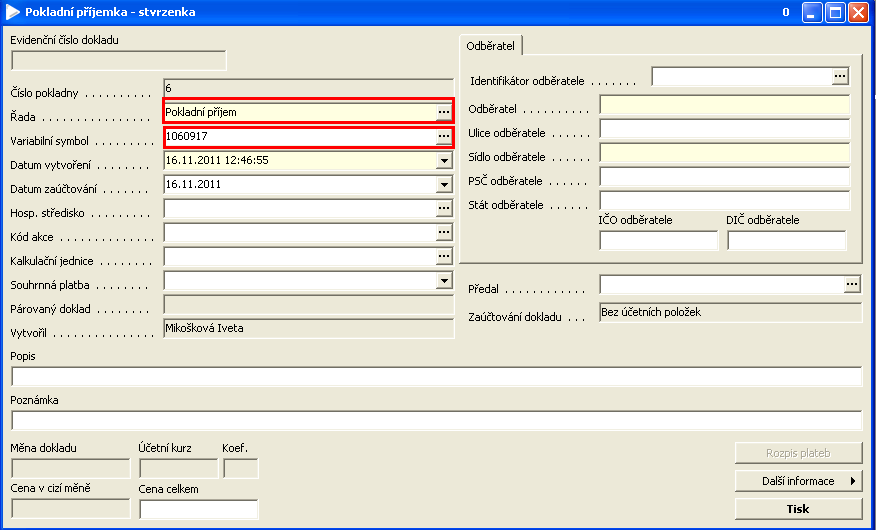 Pokladní příjemka - stvrzenka 0
Evidenční číslo dokladu
Číslo pokladny . . . . . . . . . . 6
Řada . . . . . . . . . . . . . . . . Pokladní příjem ...
Variabilní symbol . . . . . . . . . 1060917 ...
Datum vytvoření . . . . . . . . . 16.11.2011 12:46:55
Datum zaúčtování . . . . . . . 16.11.2011
Hosp. středisko . . . . . . . . . ...
Kód akce . . . . . . . . . . . . . ...
Kalkulační jednice . . . . . . . . ...
Souhrnná platba . . . . . . . .
Párovaný doklad . . . . . . . .
Vytvořil . . . . . . . . . . . . . . Mikošková Iveta
Odběratel
Identifikátor odběratele . . . . . . . ...
Odběratel . . . . . . . . . . .
Ulice odběratele . . . . . .
Sídlo odběratele . . . . . .
PSČ odběratele . . . . . .
Stát odběratele . . . . . .
IČO odběratele DIČ odběratele
Předal . . . . . . . . . . . . ...
Zaúčtování dokladu . . . Bez účetních položek
Popis
Poznámka
Měna dokladu Účetní kurz Koef.
Cena v cizí měně Cena celkem
Rozpis plateb
Další informace
Tisk